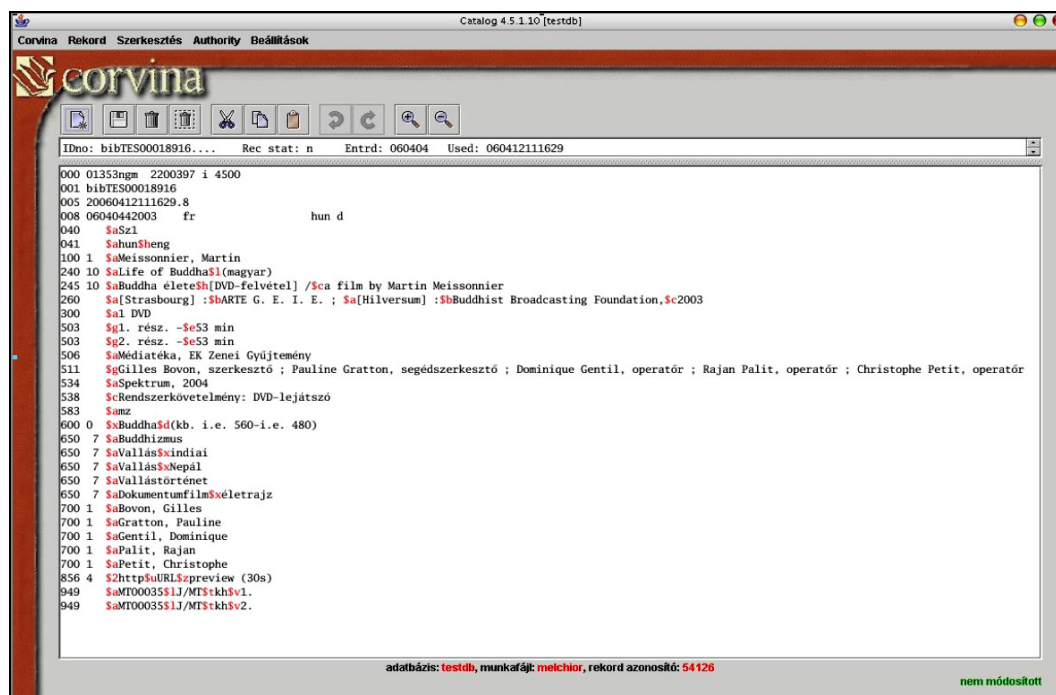 Catalog 4.5.1.10 [testdb]
Corvina Rekord Szerkesztés Authority Beállítások
corvina
IDno: bibTES00018916.... Rec stat: n Entrd: 060404 Used: 060412111629
000 01353ngm 2200397 i 4500
001 bibTES00018916
005 20060412111629.8
008 06040442003 fr hun d
040 $aSz1
041 $ahun$heng
100 1 $aMeissonnier, Martin
240 10 $aLife of Buddha$l(magyar)
245 10 $aBuddha élete$h[DVD-felvétel] /$ca film by Martin Meissonnier
260 $a[Strasbourg] :$bARTE G. E. I. E. ; $a[Hilversum] :$bBuddhist Broadcasting Foundation,$c2003
300 $a1 DVD
503 $g1. rész. -$e53 min
503 $g2. rész. -$e53 min
506 $aMédiatéka, EK Zenei Gyűjtemény
511 $gGilles Bovon, szerkesztő ; Pauline Gratton, segédszerkesztő ; Dominique Gentil, operatőr ; Rajan Palit, operatőr ; Christophe Petit, operatőr
534 $aSpektrum, 2004
538 $cRendszerkövetelmény: DVD-lejátszó
583 $amz
600 0 $xBuddha$d(kb. i.e. 560-i.e. 480)
650 7 $aBuddhizmus
650 7 $aVallás$xindiai
650 7 $aVallás$xNepál
650 7 $aVallástörténet
650 7 $aDokumentumfilm$xéletrajz
700 1 $aBovon, Gilles
700 1 $aGratton, Pauline
700 1 $aGentil, Dominique
700 1 $aPalit, Rajan
700 1 $aPetit, Christophe
856 4 $2http$uURL$zpreview (30s)
949 $aMT00035$lJ/MT$tkh$v1.
949 $aMT00035$lJ/MT$tkh$v2.
adatbázis: testdb, munkafájl: melchior, rekord azonosító: 54126
nem módosított